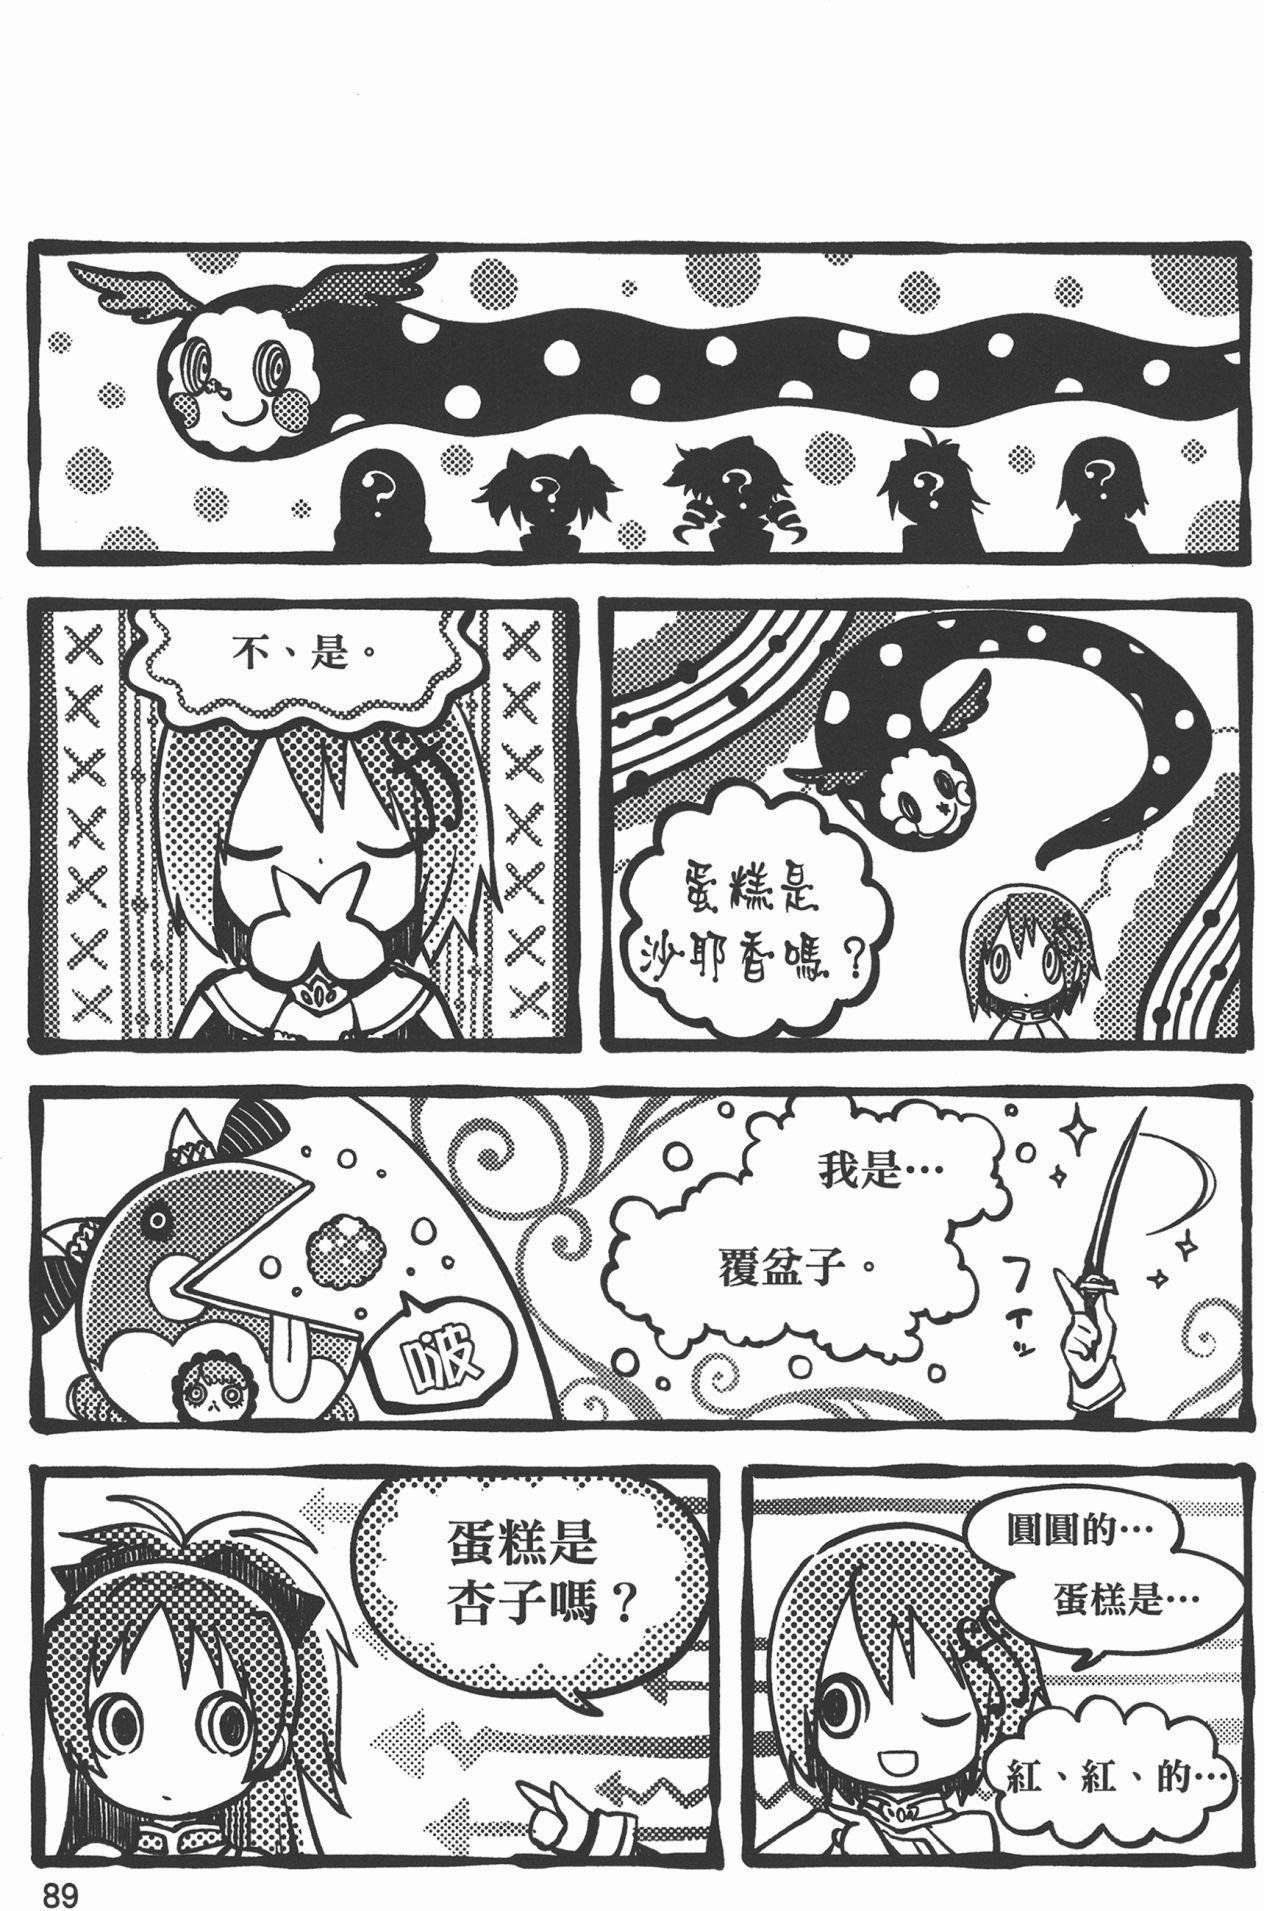 ?
?
?
?
?
蛋糕是
沙耶香嗎？
不、是。
フイッ
我是…
覆盆子。
啵
圓圓的…
蛋糕是…
紅、紅、的…
蛋糕是
杏子嗎？
89